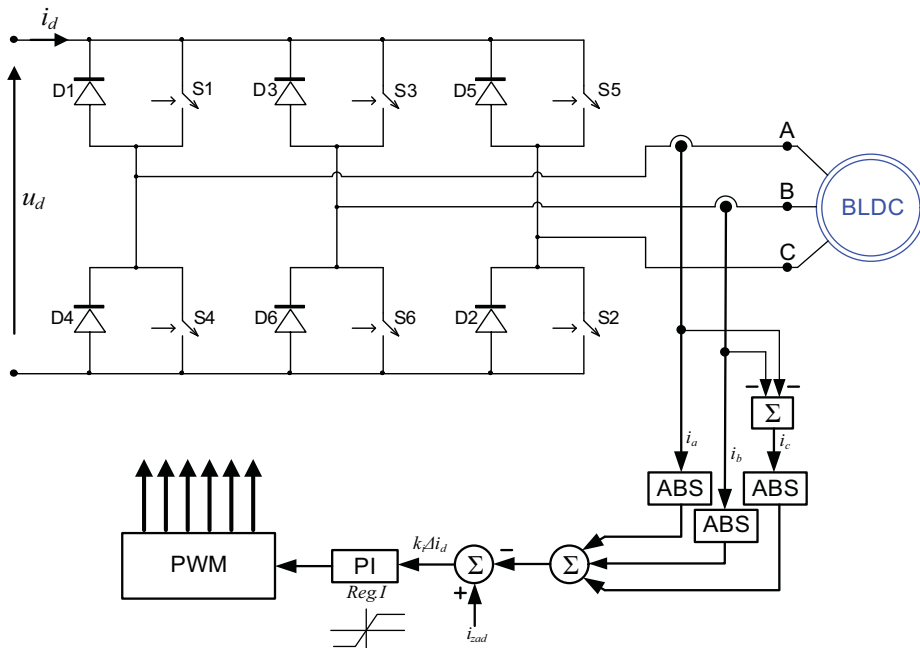 i_d
D1
S1
D3
S3
D5
S5
A
u_d
B
BLDC
C
D4
S4
D6
S6
D2
S2
− −
Σ
i_a
i_b
i_c
ABS
ABS
ABS
PWM
PI
k_iΔi_d
Σ
−
Σ
+
Reg.I
i_zad